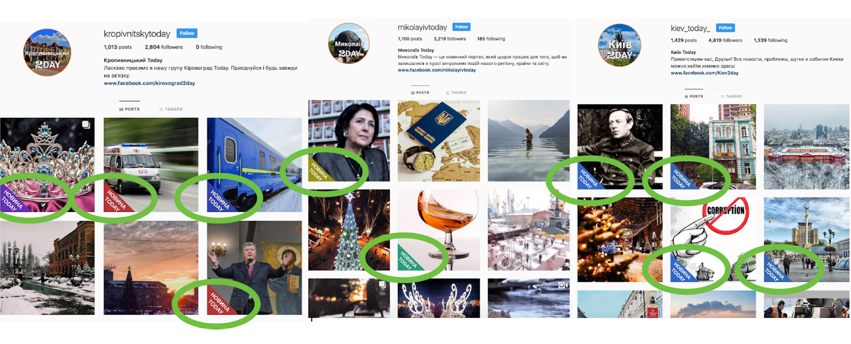 kropivnitskytoday Follow
1,013 posts 2,804 followers 0 following
Кропивницький Today
Ласкаво просимо в нашу групу Кіровоград Today. Приєднуйся і будь завжди
на зв'язку.
www.facebook.com/kirovograd2day
Кропивницький
2DAY
POSTS TAGGED
НОВИНА
TODAY
НОВИНА
TODAY
НОВИНА
TODAY
НОВИНА
TODAY
mikolayivtoday Follow
1,100 posts 3,219 followers 185 following
Миколаїв Today
Миколаїв Today — це новинний портал, який щодня працює для того, щоб ви
залишалися в курсі актуальних подій нашого регіону, країни та світу.
www.facebook.com/mikolayivtoday
Миколаїв
2DAY
POSTS TAGGED
НОВИНА
TODAY
НОВИНА
TODAY
kiev_today_ Follow
1,429 posts 4,819 followers 1,339 following
Київ Today
Приветствуем вас, Друзья! Все новости, проблемы, шутки и события Киева
можно найти именно здесь!
www.facebook.com/Kiev2day
Київ
2DAY
POSTS TAGGED
НОВИНА
TODAY
НОВИНА
TODAY
CORRUPTION
НОВИНА
TODAY
НОВИНА
TODAY